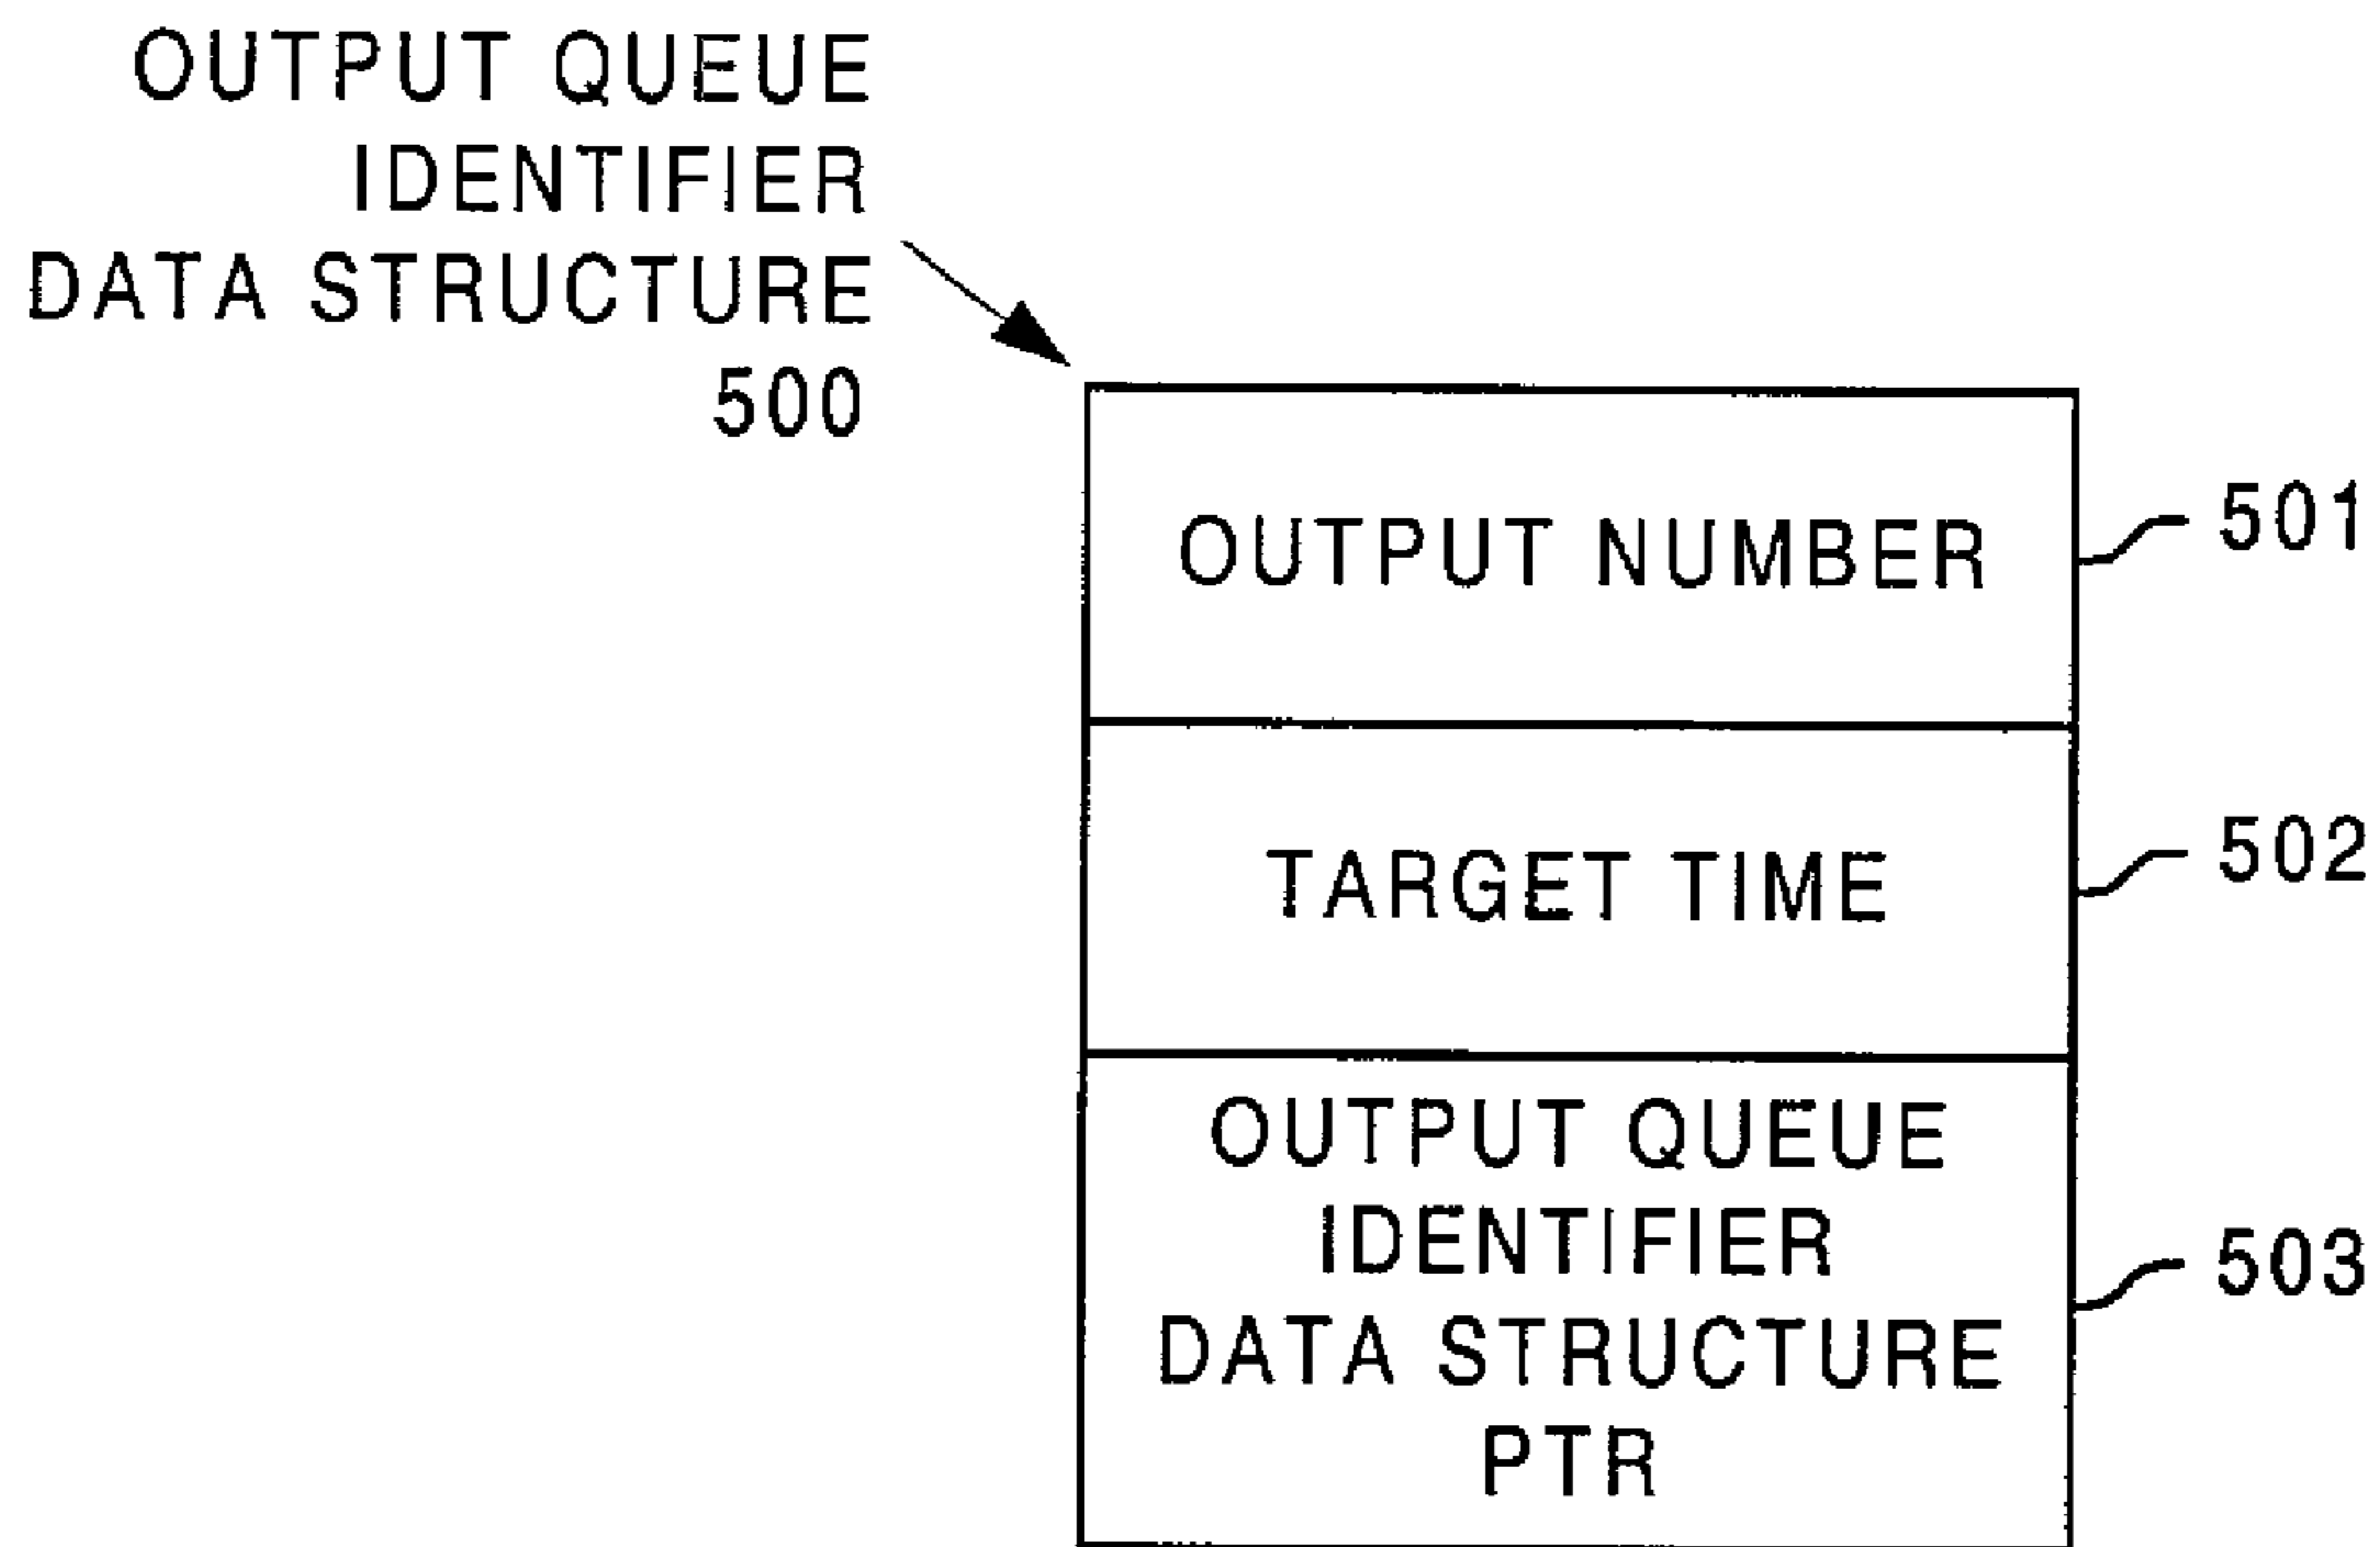 OUTPUT QUEUE
IDENTIFIER
DATA STRUCTURE
500
OUTPUT NUMBER
501
TARGET TIME
502
OUTPUT QUEUE
IDENTIFIER
DATA STRUCTURE
PTR
503